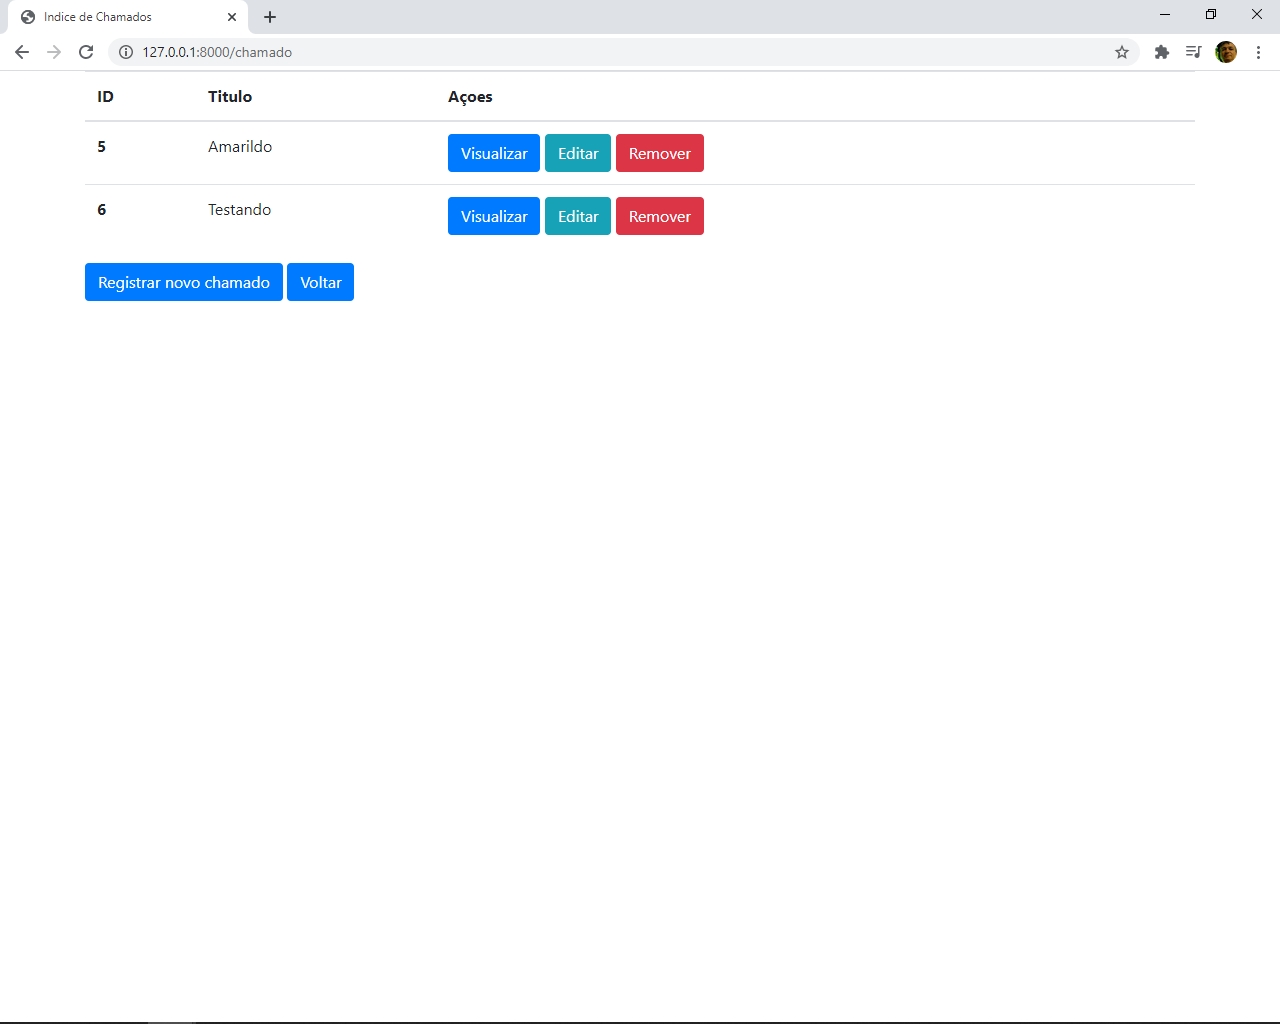 Indice de Chamados
127.0.0.1:8000/chamado
ID Titulo Açoes
5 Amarildo Visualizar Editar Remover
6 Testando Visualizar Editar Remover
Registrar novo chamado Voltar